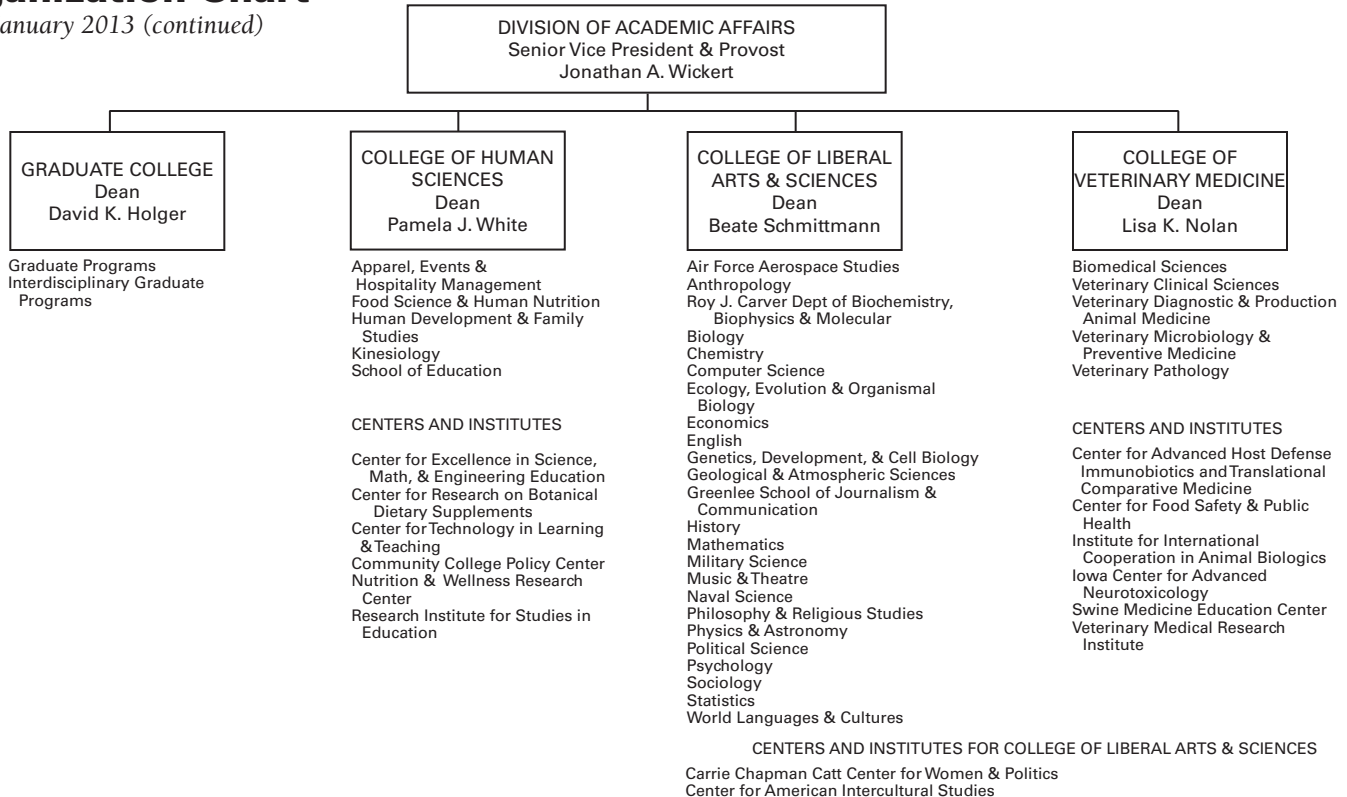 January 2013 (continued)
DIVISION OF ACADEMIC AFFAIRS
Senior Vice President & Provost
Jonathan A. Wickert
GRADUATE COLLEGE
Dean
David K. Holger
Graduate Programs
Interdisciplinary Graduate
Programs
COLLEGE OF HUMAN
SCIENCES
Dean
Pamela J. White
Apparel, Events &
Hospitality Management
Food Science & Human Nutrition
Human Development & Family
Studies
Kinesiology
School of Education
CENTERS AND INSTITUTES
Center for Excellence in Science,
Math, & Engineering Education
Center for Research on Botanical
Dietary Supplements
Center for Technology in Learning
& Teaching
Community College Policy Center
Nutrition & Wellness Research
Center
Research Institute for Studies in
Education
COLLEGE OF LIBERAL
ARTS & SCIENCES
Dean
Beate Schmittmann
Air Force Aerospace Studies
Anthropology
Roy J. Carver Dept of Biochemistry,
Biophysics & Molecular
Biology
Chemistry
Computer Science
Ecology, Evolution & Organismal
Biology
Economics
English
Genetics, Development, & Cell Biology
Geological & Atmospheric Sciences
Greenlee School of Journalism &
Communication
History
Mathematics
Military Science
Music & Theatre
Naval Science
Philosophy & Religious Studies
Physics & Astronomy
Political Science
Psychology
Sociology
Statistics
World Languages & Cultures
COLLEGE OF
VETERINARY MEDICINE
Dean
Lisa K. Nolan
Biomedical Sciences
Veterinary Clinical Sciences
Veterinary Diagnostic & Production
Animal Medicine
Veterinary Microbiology &
Preventive Medicine
Veterinary Pathology
CENTERS AND INSTITUTES
Center for Advanced Host Defense
Immunobiotics and Translational
Comparative Medicine
Center for Food Safety & Public
Health
Institute for International
Cooperation in Animal Biologics
Iowa Center for Advanced
Neurotoxicology
Swine Medicine Education Center
Veterinary Medical Research
Institute
CENTERS AND INSTITUTES FOR COLLEGE OF LIBERAL ARTS & SCIENCES
Carrie Chapman Catt Center for Women & Politics
Center for American Intercultural Studies